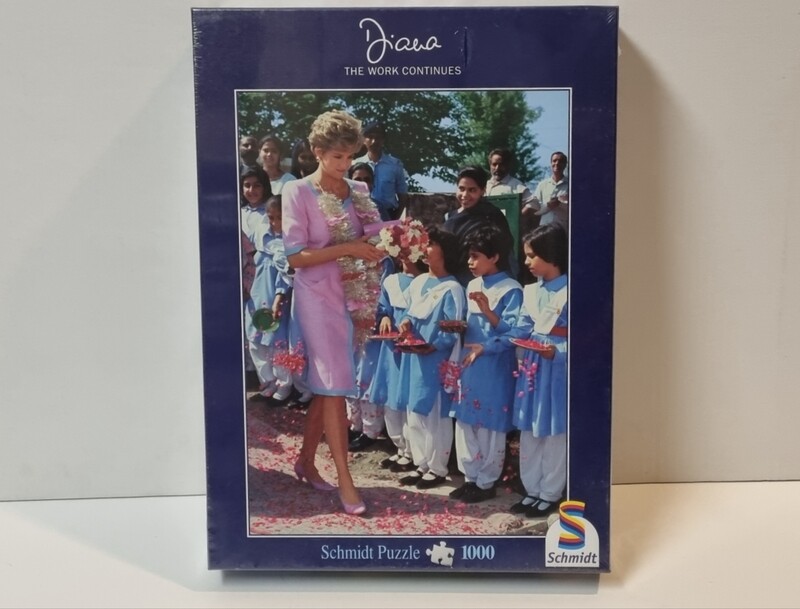 Diana
THE WORK CONTINUES
Schmidt Puzzle 1000
Schmidt